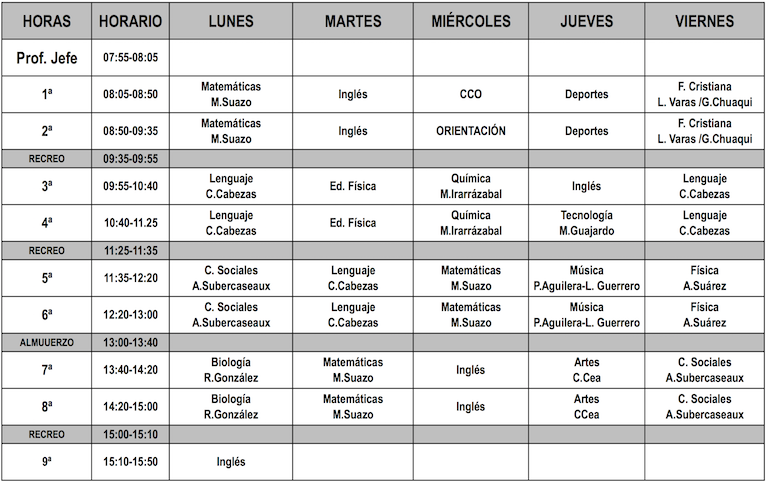 HORAS HORARIO LUNES MARTES MIÉRCOLES JUEVES VIERNES
Prof. Jefe 07:55-08:05
1ª 08:05-08:50 Matemáticas M.Suazo Inglés CCO Deportes F. Cristiana L. Varas /G.Chuaqui
2ª 08:50-09:35 Matemáticas M.Suazo Inglés ORIENTACIÓN Deportes F. Cristiana L. Varas /G.Chuaqui
RECREO 09:35-09:55
3ª 09:55-10:40 Lenguaje C.Cabezas Ed. Física Química M.Irarrázabal Inglés Lenguaje C.Cabezas
4ª 10:40-11.25 Lenguaje C.Cabezas Ed. Física Química M.Irarrázabal Tecnología M.Guajardo Lenguaje C.Cabezas
RECREO 11:25-11:35
5ª 11:35-12:20 C. Sociales A.Subercaseaux Lenguaje C.Cabezas Matemáticas M.Suazo Música P.Aguilera-L. Guerrero Física A.Suárez
6ª 12:20-13:00 C. Sociales A.Subercaseaux Lenguaje C.Cabezas Matemáticas M.Suazo Música P.Aguilera-L. Guerrero Física A.Suárez
ALMUUERZO 13:00-13:40
7ª 13:40-14:20 Biología R.González Matemáticas M.Suazo Inglés Artes C.Cea C. Sociales A.Subercaseaux
8ª 14:20-15:00 Biología R.González Matemáticas M.Suazo Inglés Artes CCea C. Sociales A.Subercaseaux
RECREO 15:00-15:10
9ª 15:10-15:50 Inglés